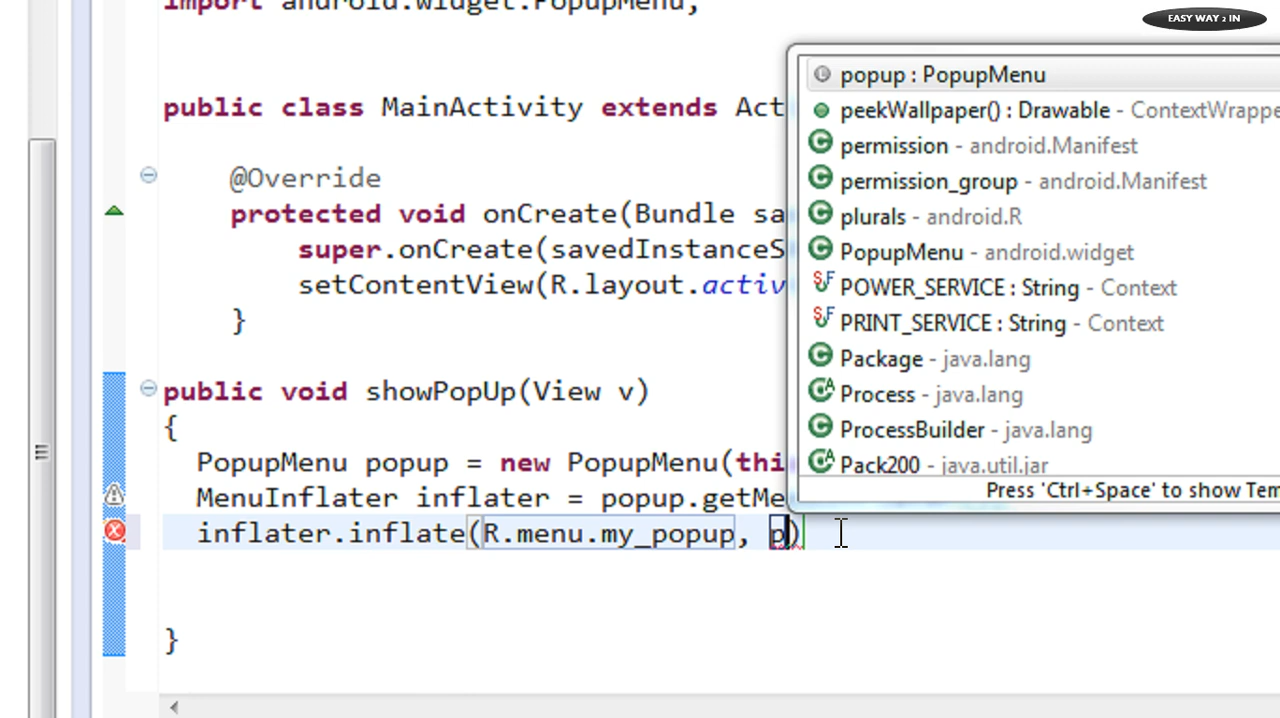 import android.widget.PopupMenu;
EASY WAY 2 IN
public class MainActivity extends Act
@Override
protected void onCreate(Bundle sa
super.onCreate(savedInstanceS
setContentView(R.layout.activ
}
public void showPopUp(View v)
{
PopupMenu popup = new PopupMenu(thi
MenuInflater inflater = popup.getMe
inflater.inflate(R.menu.my_popup, p)
}
popup : PopupMenu
peekWallpaper() : Drawable - ContextWrappe
permission - android.Manifest
permission_group - android.Manifest
plurals - android.R
PopupMenu - android.widget
POWER_SERVICE : String - Context
PRINT_SERVICE : String - Context
Package - java.lang
Process - java.lang
ProcessBuilder - java.lang
Pack200 - java.util.jar
Press 'Ctrl+Space' to show Tem